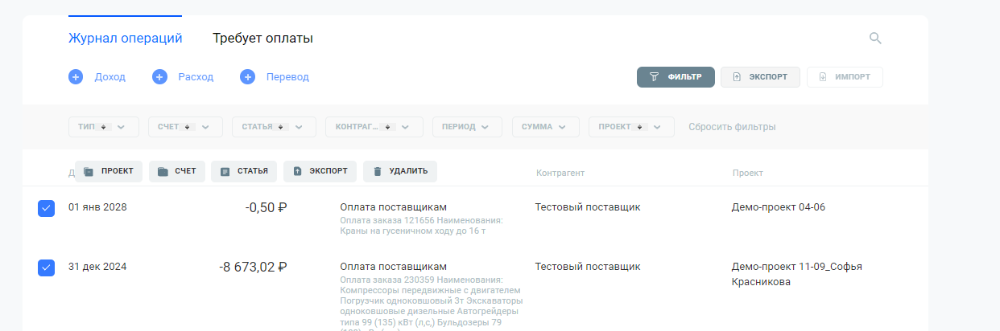 Журнал операций Требует оплаты
Доход Расход Перевод ФИЛЬТР ЭКСПОРТ ИМПОРТ
ТИП СЧЕТ СТАТЬЯ КОНТРАГ... ПЕРИОД СУММА ПРОЕКТ Сбросить фильтры
ПРОЕКТ СЧЕТ СТАТЬЯ ЭКСПОРТ УДАЛИТЬ Контрагент Проект
01 янв 2028 -0,50 ₽ Оплата поставщикам Тестовый поставщик Демо-проект 04-06
Оплата заказа 121656 Наименования:
Краны на гусеничном ходу до 16 т
31 дек 2024 -8 673,02 ₽ Оплата поставщикам Тестовый поставщик Демо-проект 11-09_Софья
Красникова
Оплата заказа 230359 Наименования:
Компрессоры передвижные с двигателем
Погрузчик одноковшовый 3т Экскаваторы
одноковшовые дизельные Автогрейдеры
типа 99 (135) кВт (л,с,) Бульдозеры 79